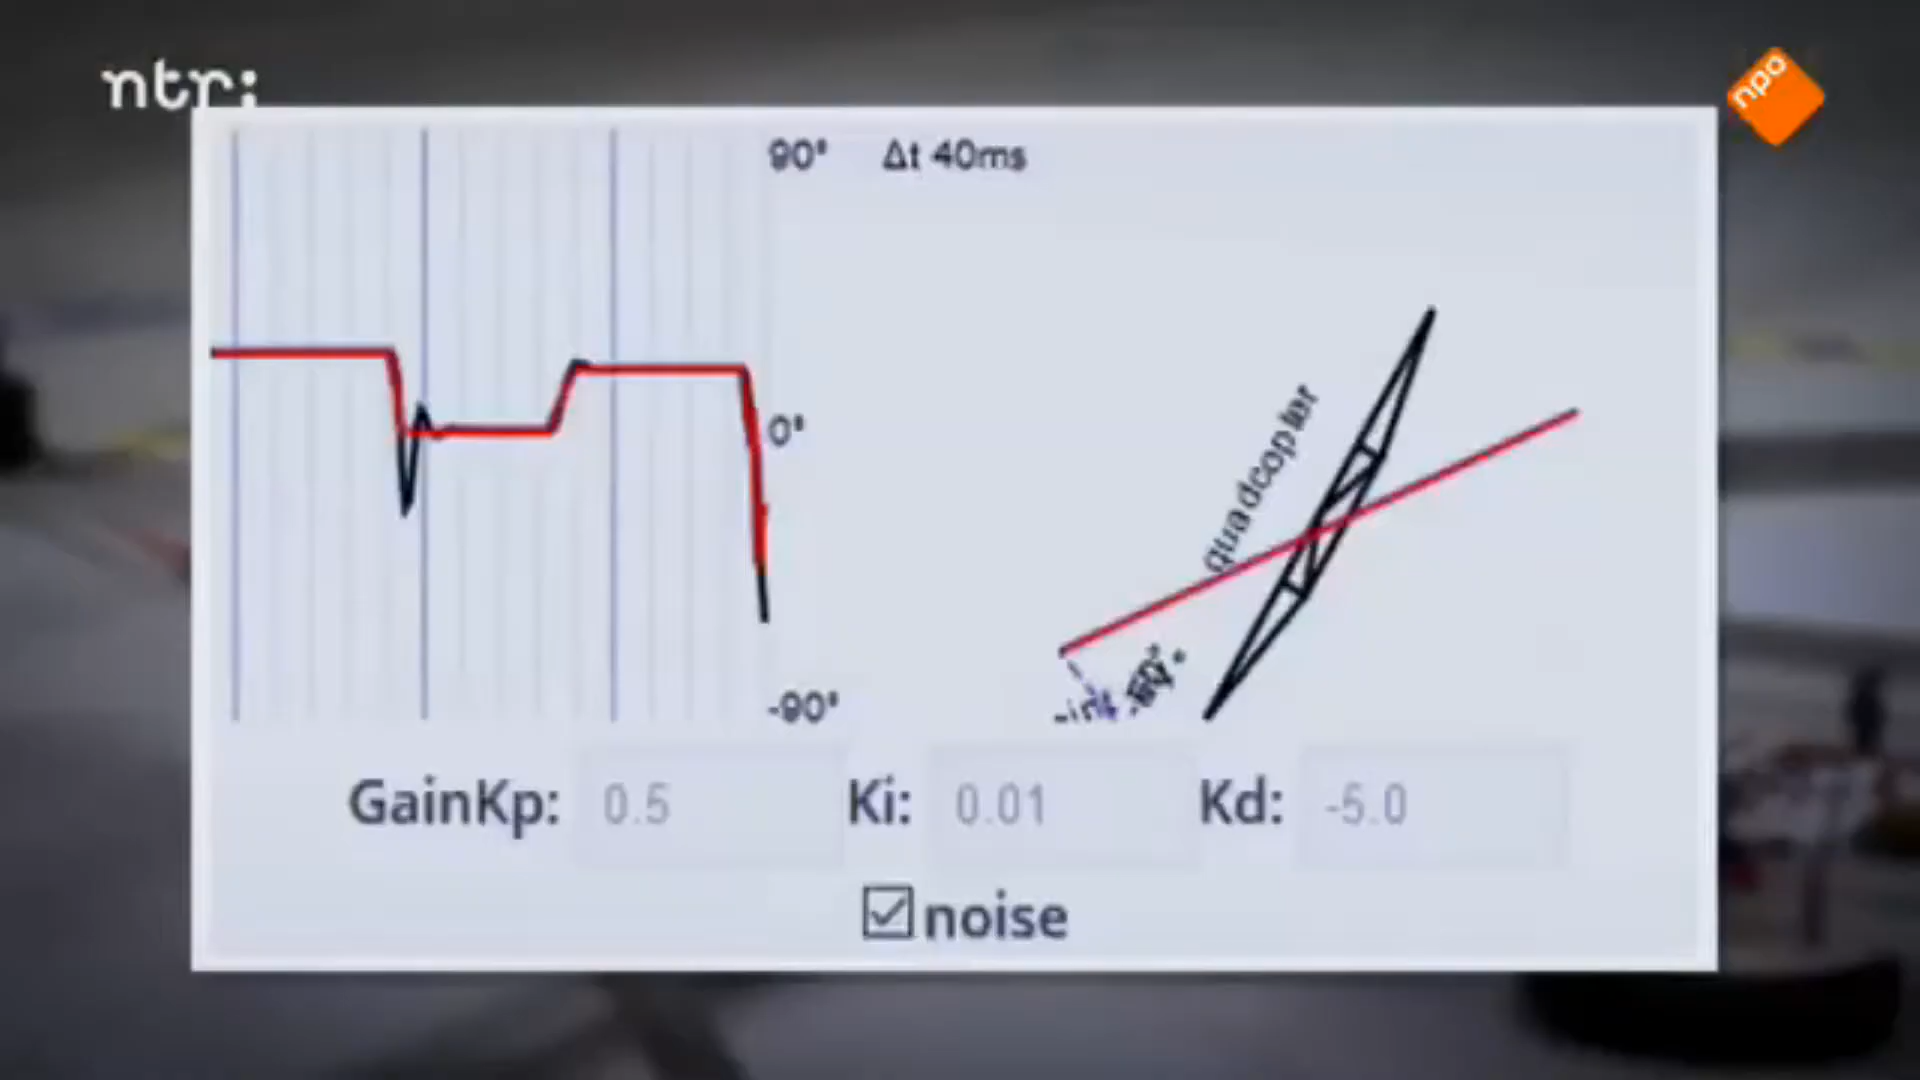 ntr:
npo
90° Δt 40ms
quadcopter
0°
-90°
GainKp: 0.5 Ki: 0.01 Kd: -5.0
noise